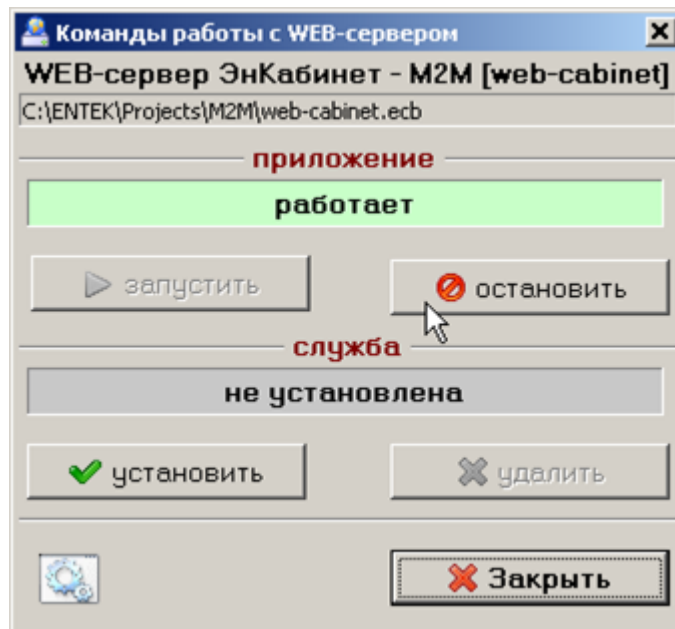 Команды работы с WEB-сервером
WEB-сервер ЭнКабинет - M2M [web-cabinet]
C:\ENTEK\Projects\M2M\web-cabinet.ecb
приложение
работает
запустить
остановить
служба
не установлена
установить
удалить
Закрыть